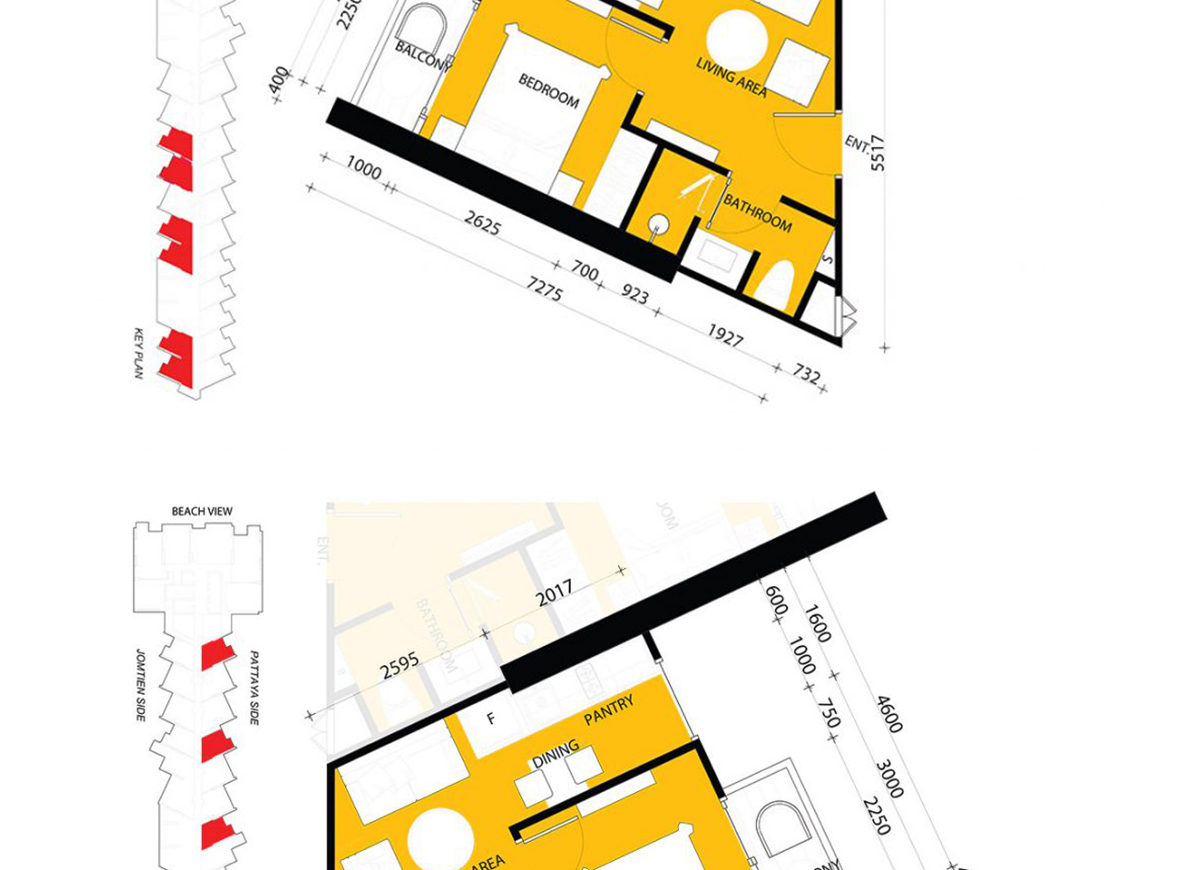 2250
400
BALCONY
BEDROOM
LIVING AREA
ENT.
5517
BATHROOM
S
1000
2625
700
923
1927
732
7275
KEY PLAN
BEACH VIEW
JOMTIEN SIDE
PATTAYA SIDE
ENT.
BATHROOM
2595
2017
600
1000
750
1600
4600
3000
2250
F
PANTRY
DINING
AREA